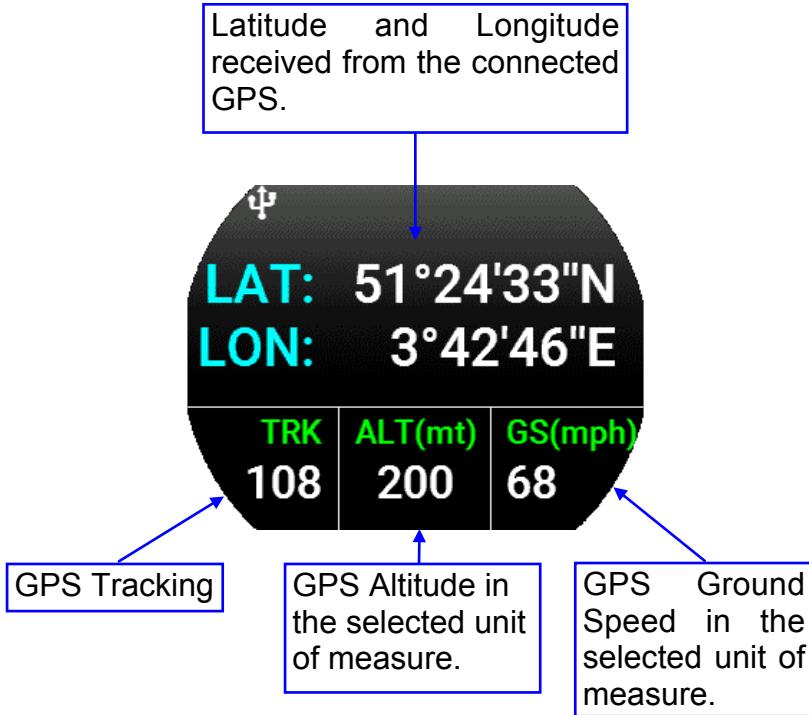 Latitude and Longitude
received from the connected
GPS.
LAT: 51°24'33"N
LON: 3°42'46"E
TRK ALT(mt) GS(mph)
108 200 68
GPS Tracking
GPS Altitude in
the selected unit
of measure.
GPS Ground
Speed in the
selected unit of
measure.